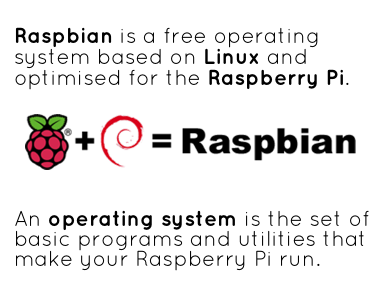 Raspbian is a free operating
system based on Linux and
optimised for the Raspberry Pi.
® + = Raspbian
An operating system is the set of
basic programs and utilities that
make your Raspberry Pi run.